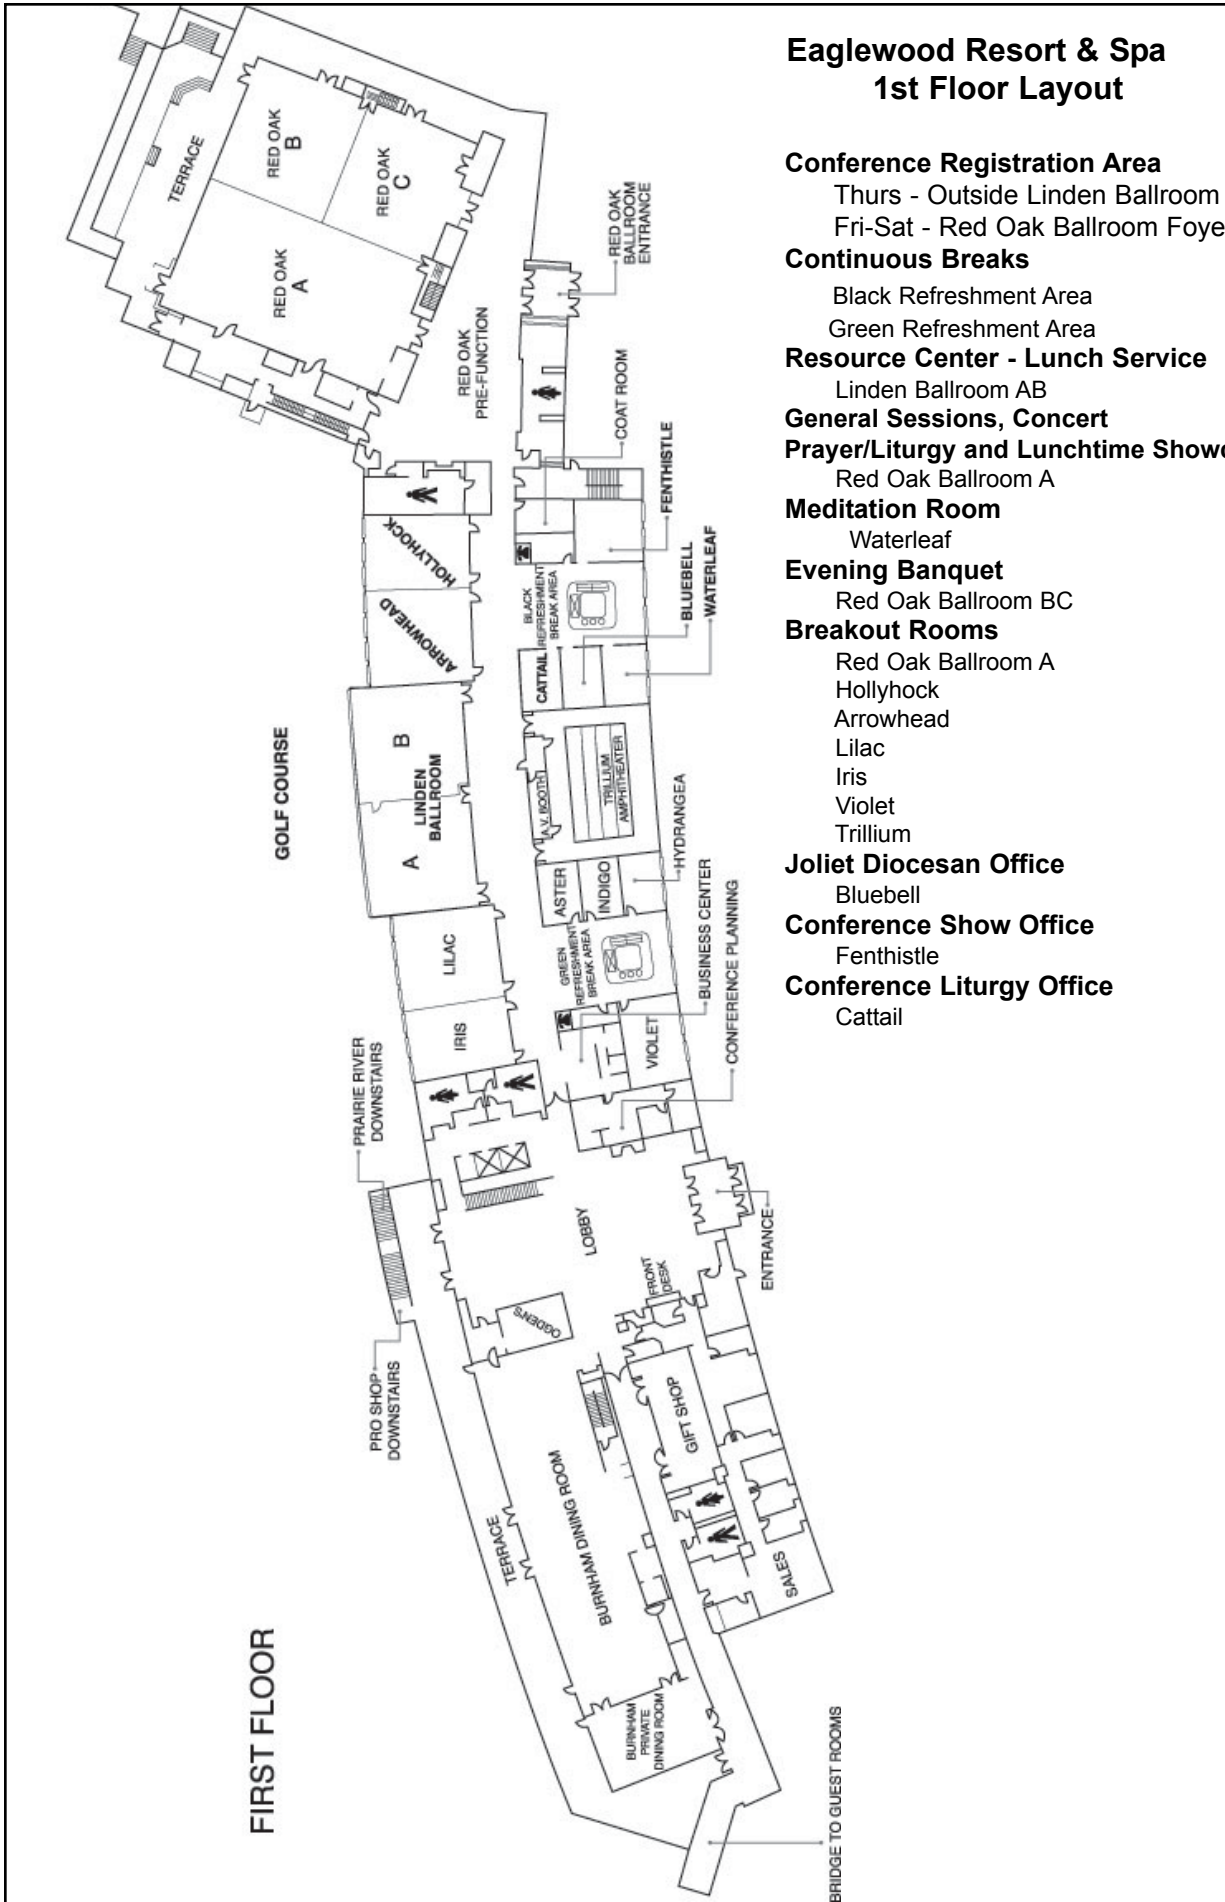 Eaglewood Resort & Spa
1st Floor Layout
Conference Registration Area
Thurs - Outside Linden Ballroom
Fri-Sat - Red Oak Ballroom Foye
Continuous Breaks
Black Refreshment Area
Green Refreshment Area
Resource Center - Lunch Service
Linden Ballroom AB
General Sessions, Concert
Prayer/Liturgy and Lunchtime Showc
Red Oak Ballroom A
Meditation Room
Waterleaf
Evening Banquet
Red Oak Ballroom BC
Breakout Rooms
Red Oak Ballroom A
Hollyhock
Arrowhead
Lilac
Iris
Violet
Trillium
Joliet Diocesan Office
Bluebell
Conference Show Office
Fenthistle
Conference Liturgy Office
Cattail
FIRST FLOOR
GOLF COURSE
TERRACE
RED OAK
B
RED OAK
C
RED OAK
A
RED OAK
BALLROOM
ENTRANCE
RED OAK
PRE-FUNCTION
COAT ROOM
FENTHISTLE
HOLLYHOCK
ARROWHEAD
BLACK
REFRESHMENT
BREAK AREA
CATTAIL
BLUEBELL
WATERLEAF
B
LINDEN
BALLROOM
A
A.V. BOOTH
TRILLIUM
AMPHITHEATER
HYDRANGEA
INDIGO
ASTER
LILAC
GREEN
REFRESHMENT
BREAK AREA
BUSINESS CENTER
CONFERENCE PLANNING
IRIS
VIOLET
PRAIRIE RIVER
DOWNSTAIRS
LOBBY
ENTRANCE
FRONT
DESK
OGDEN'S
PRO SHOP
DOWNSTAIRS
GIFT SHOP
BURNHAM DINING ROOM
TERRACE
SALES
BURNHAM
PRIVATE
DINING ROOM
BRIDGE TO GUEST ROOMS